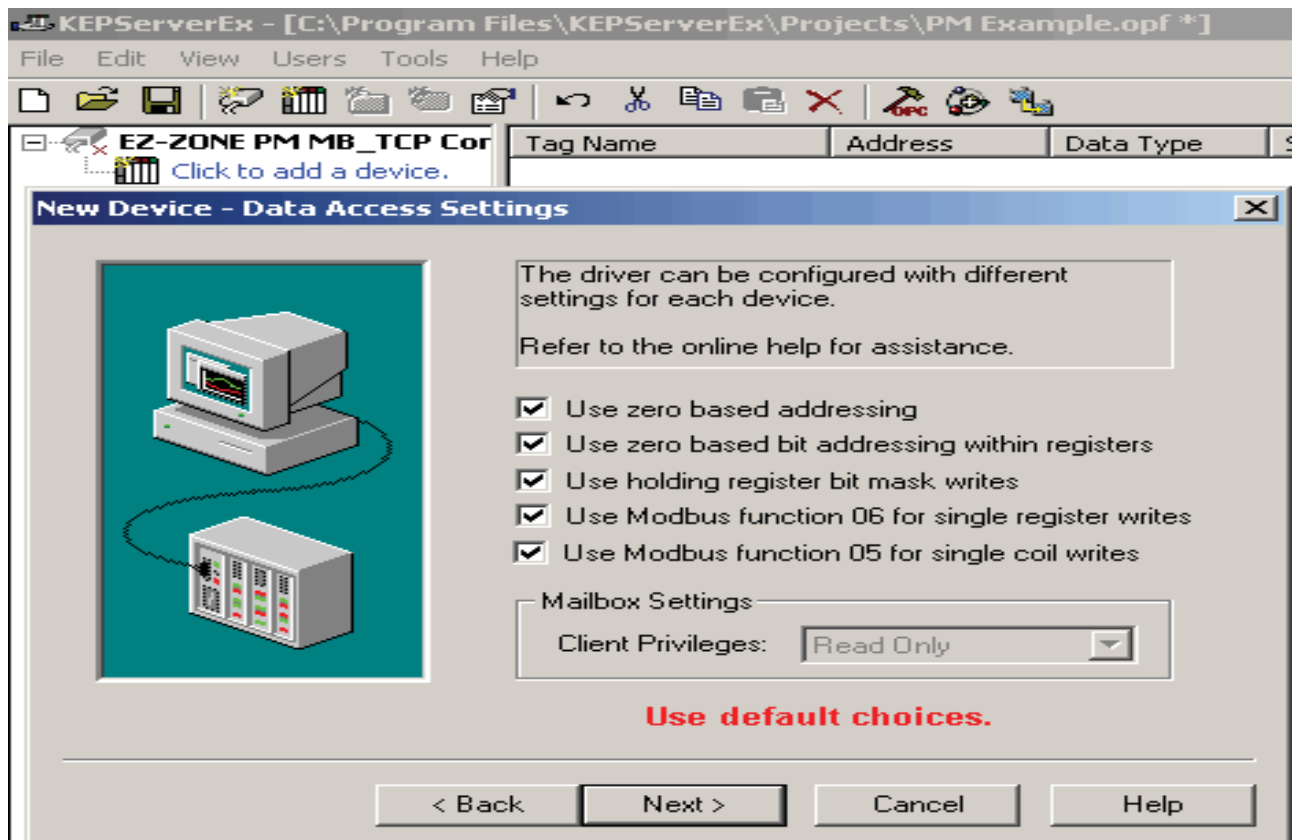 KEPServerEx - [C:\Program Files\KEPServerEx\Projects\PM Example.opf *]
File Edit View Users Tools Help
EZ-ZONE PM MB_TCP Cor
Click to add a device.
Tag Name Address Data Type S
New Device - Data Access Settings
The driver can be configured with different
settings for each device.
Refer to the online help for assistance.
Use zero based addressing
Use zero based bit addressing within registers
Use holding register bit mask writes
Use Modbus function 06 for single register writes
Use Modbus function 05 for single coil writes
Mailbox Settings
Client Privileges: Read Only
Use default choices.
< Back Next > Cancel Help